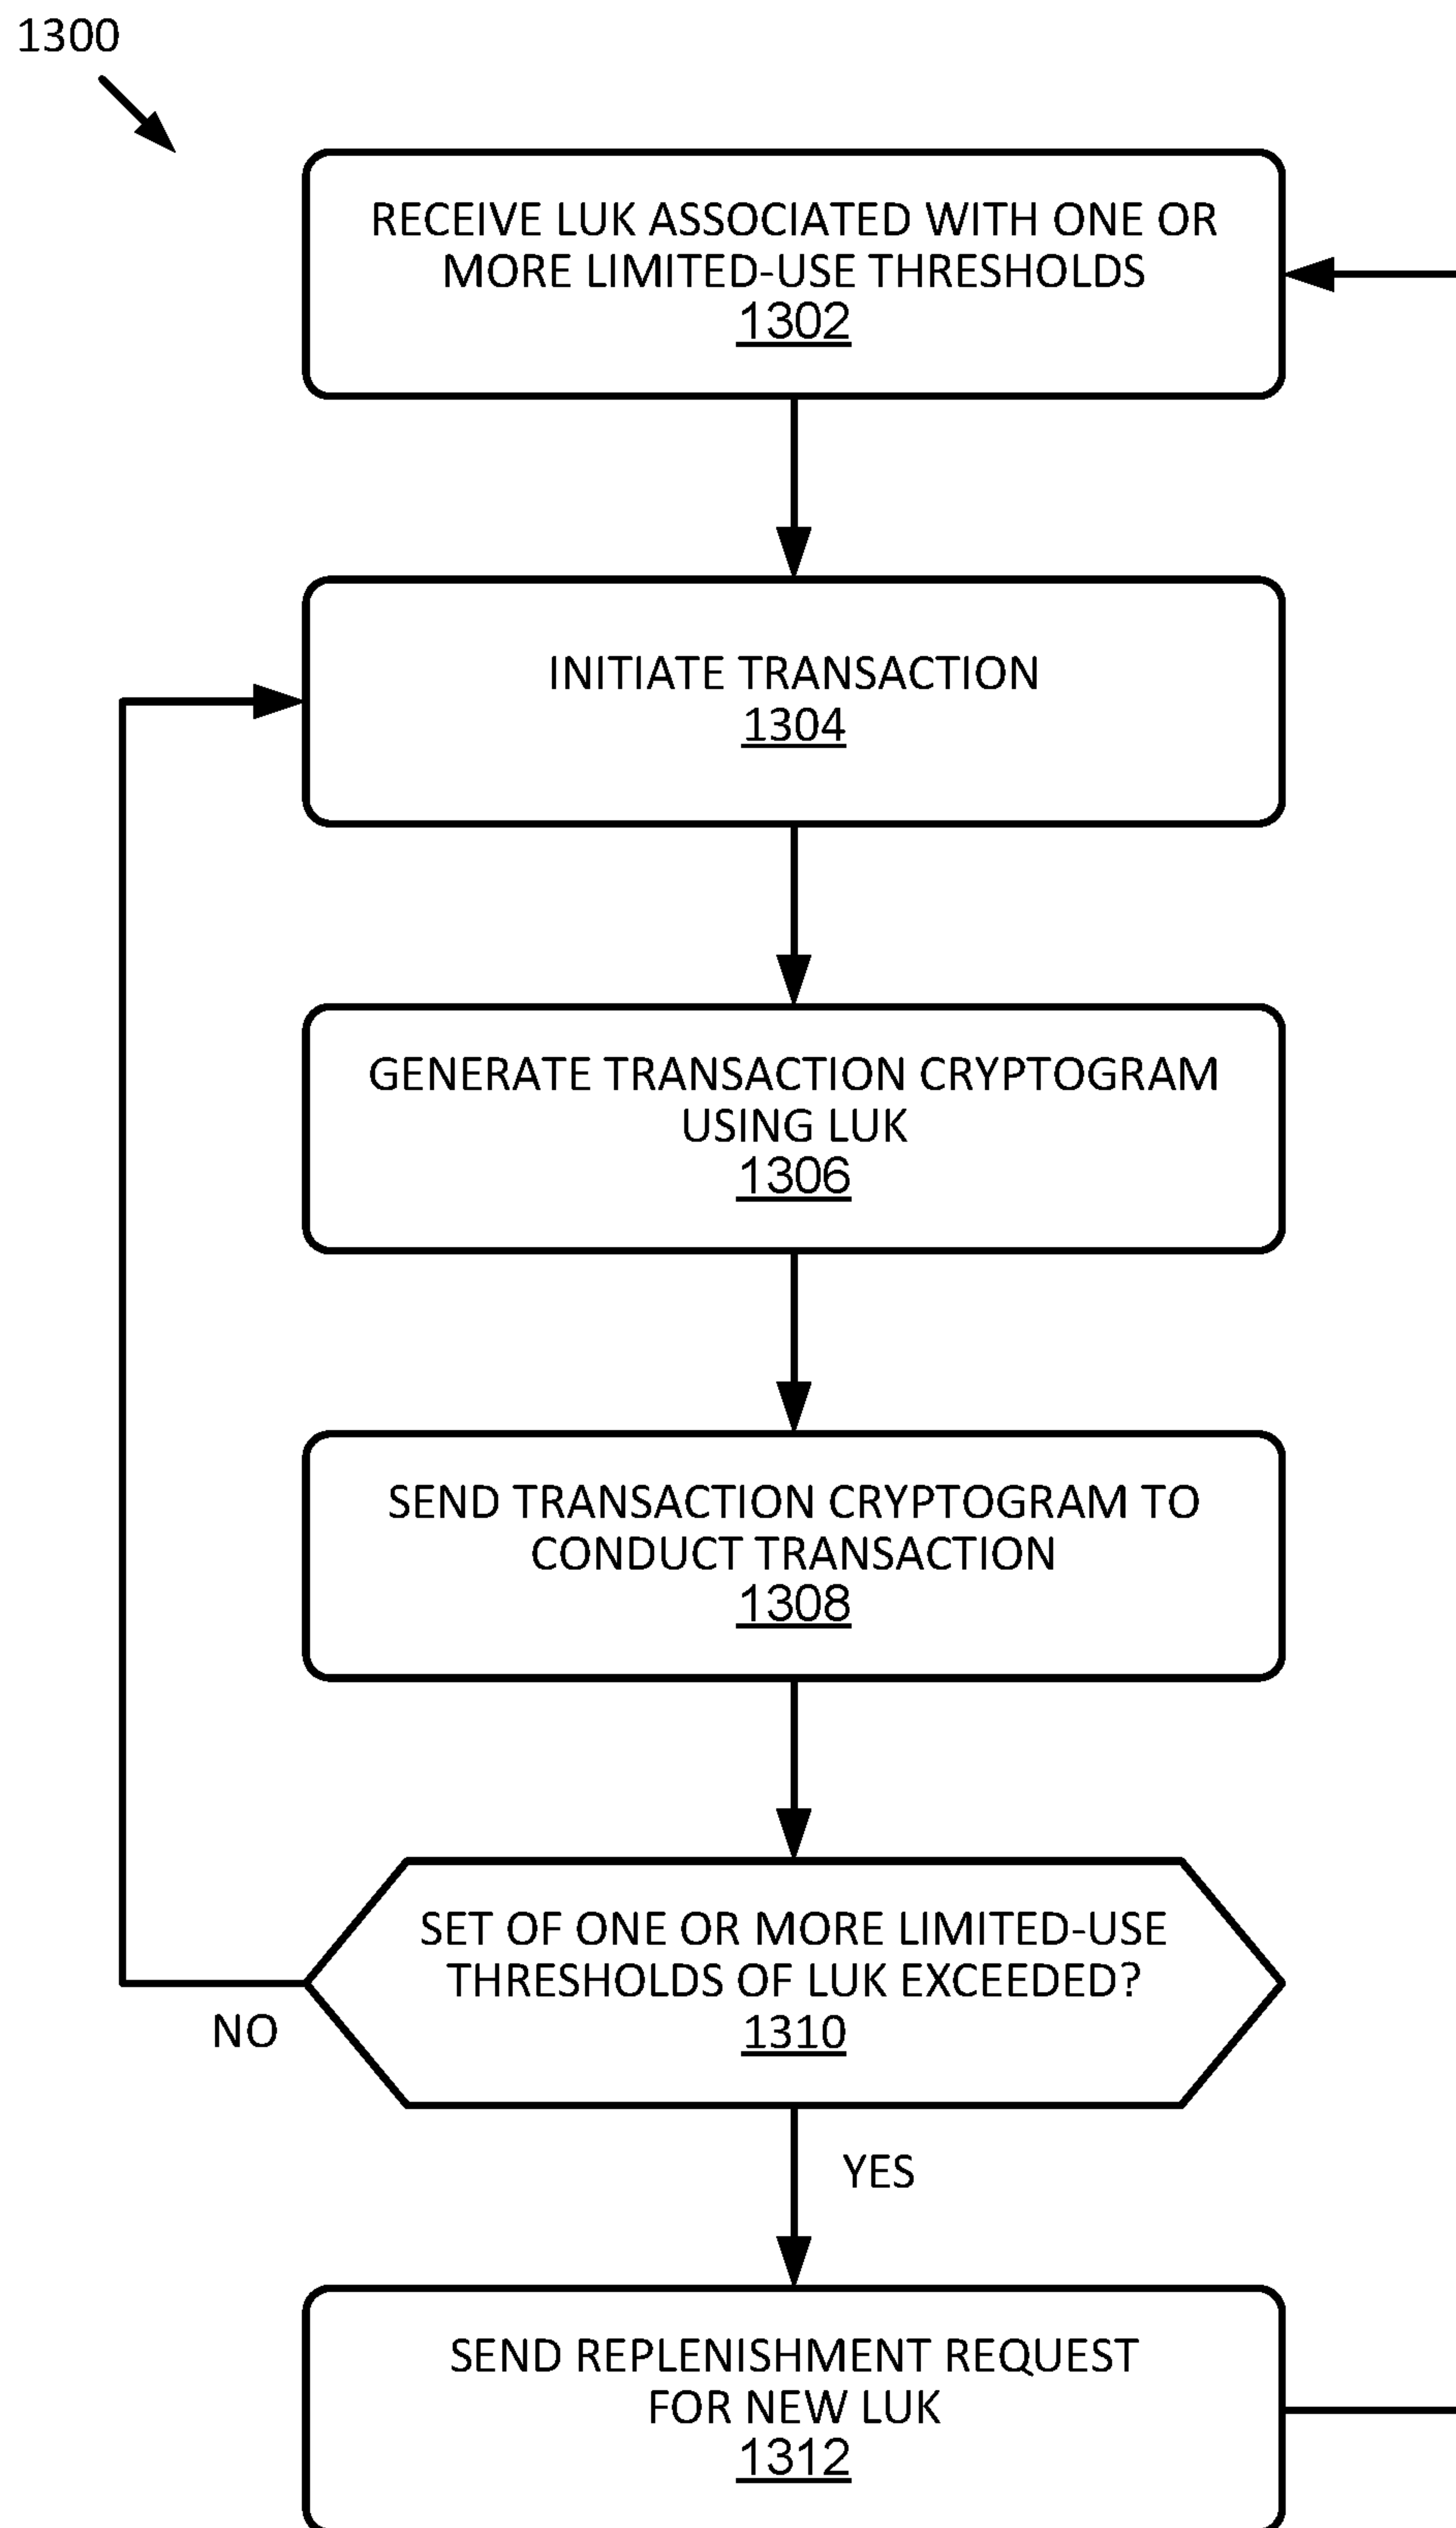 1300
RECEIVE LUK ASSOCIATED WITH ONE OR
MORE LIMITED-USE THRESHOLDS
1302
INITIATE TRANSACTION
1304
GENERATE TRANSACTION CRYPTOGRAM
USING LUK
1306
SEND TRANSACTION CRYPTOGRAM TO
CONDUCT TRANSACTION
1308
SET OF ONE OR MORE LIMITED-USE
THRESHOLDS OF LUK EXCEEDED?
1310
NO
YES
SEND REPLENISHMENT REQUEST
FOR NEW LUK
1312